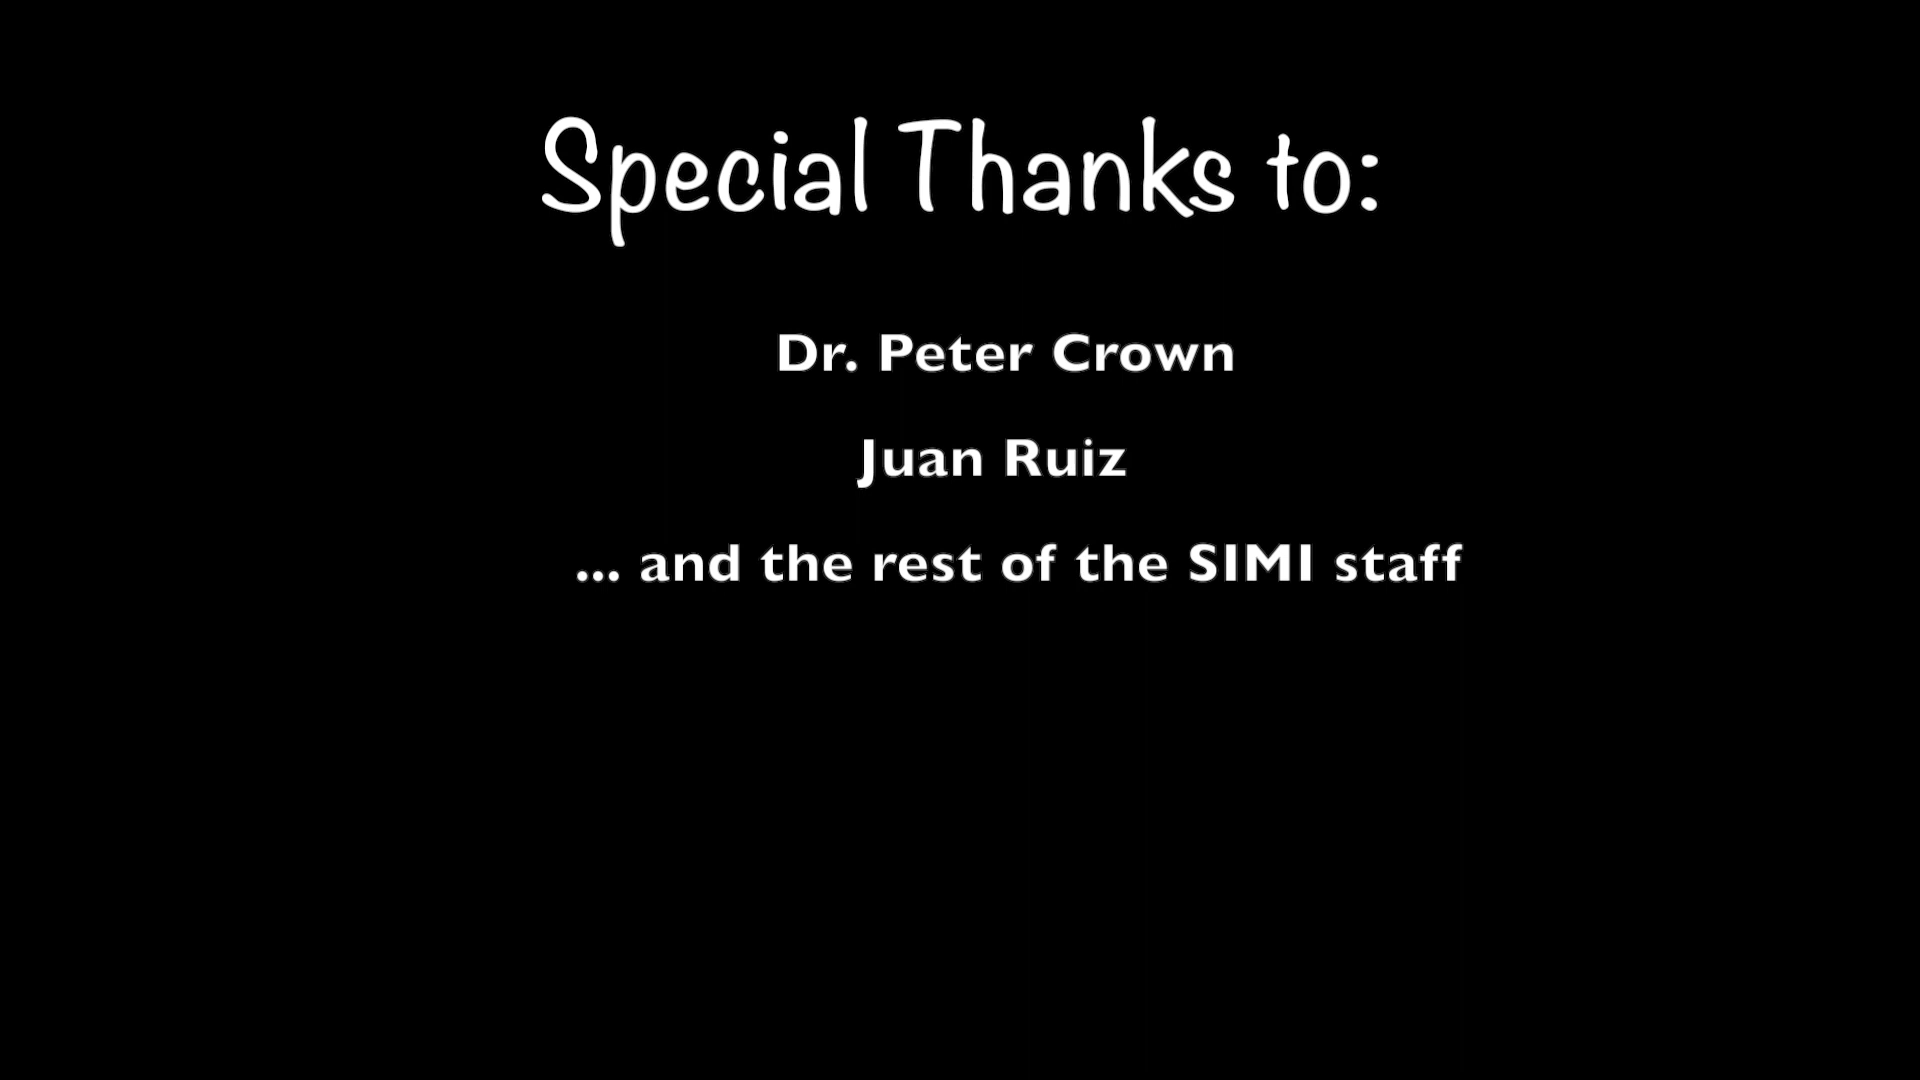 Special Thanks to:
Dr. Peter Crown
Juan Ruiz
... and the rest of the SIMI staff